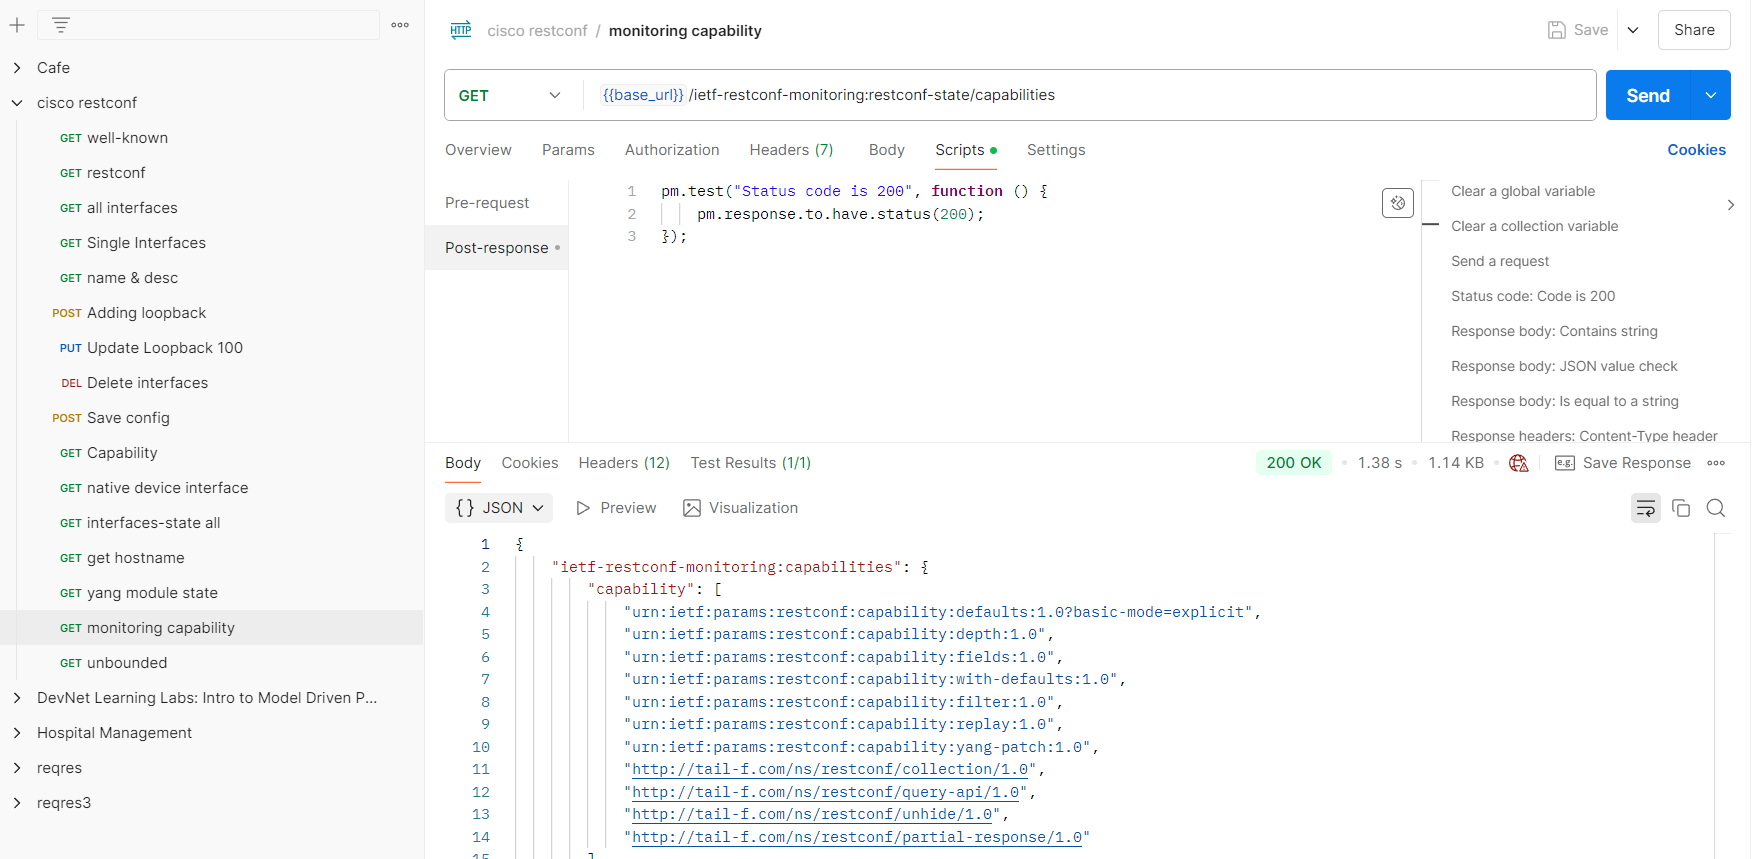 Cafe
cisco restconf
GET well-known
GET restconf
GET all interfaces
GET Single Interfaces
GET name & desc
POST Adding loopback
PUT Update Loopback 100
DEL Delete interfaces
POST Save config
GET Capability
GET native device interface
GET interfaces-state all
GET get hostname
GET yang module state
GET monitoring capability
GET unbounded
DevNet Learning Labs: Intro to Model Driven P...
Hospital Management
reqres
reqres3
HTTP cisco restconf / monitoring capability
Save
Share
GET {{base_url}} /ietf-restconf-monitoring:restconf-state/capabilities
Send
Overview Params Authorization Headers (7) Body Scripts Settings
Cookies
Pre-request
Post-response
1 pm.test("Status code is 200", function () {
2 pm.response.to.have.status(200);
3 });
Clear a global variable
Clear a collection variable
Send a request
Status code: Code is 200
Response body: Contains string
Response body: JSON value check
Response body: Is equal to a string
Response headers: Content-Type header
Body Cookies Headers (12) Test Results (1/1)
200 OK • 1.38 s • 1.14 KB • e.g. Save Response
{} JSON Preview Visualization
1 {
2 "ietf-restconf-monitoring:capabilities": {
3 "capability": [
4 "urn:ietf:params:restconf:capability:defaults:1.0?basic-mode=explicit",
5 "urn:ietf:params:restconf:capability:depth:1.0",
6 "urn:ietf:params:restconf:capability:fields:1.0",
7 "urn:ietf:params:restconf:capability:with-defaults:1.0",
8 "urn:ietf:params:restconf:capability:filter:1.0",
9 "urn:ietf:params:restconf:capability:replay:1.0",
10 "urn:ietf:params:restconf:capability:yang-patch:1.0",
11 "http://tail-f.com/ns/restconf/collection/1.0",
12 "http://tail-f.com/ns/restconf/query-api/1.0",
13 "http://tail-f.com/ns/restconf/unhide/1.0",
14 "http://tail-f.com/ns/restconf/partial-response/1.0"
15 ]